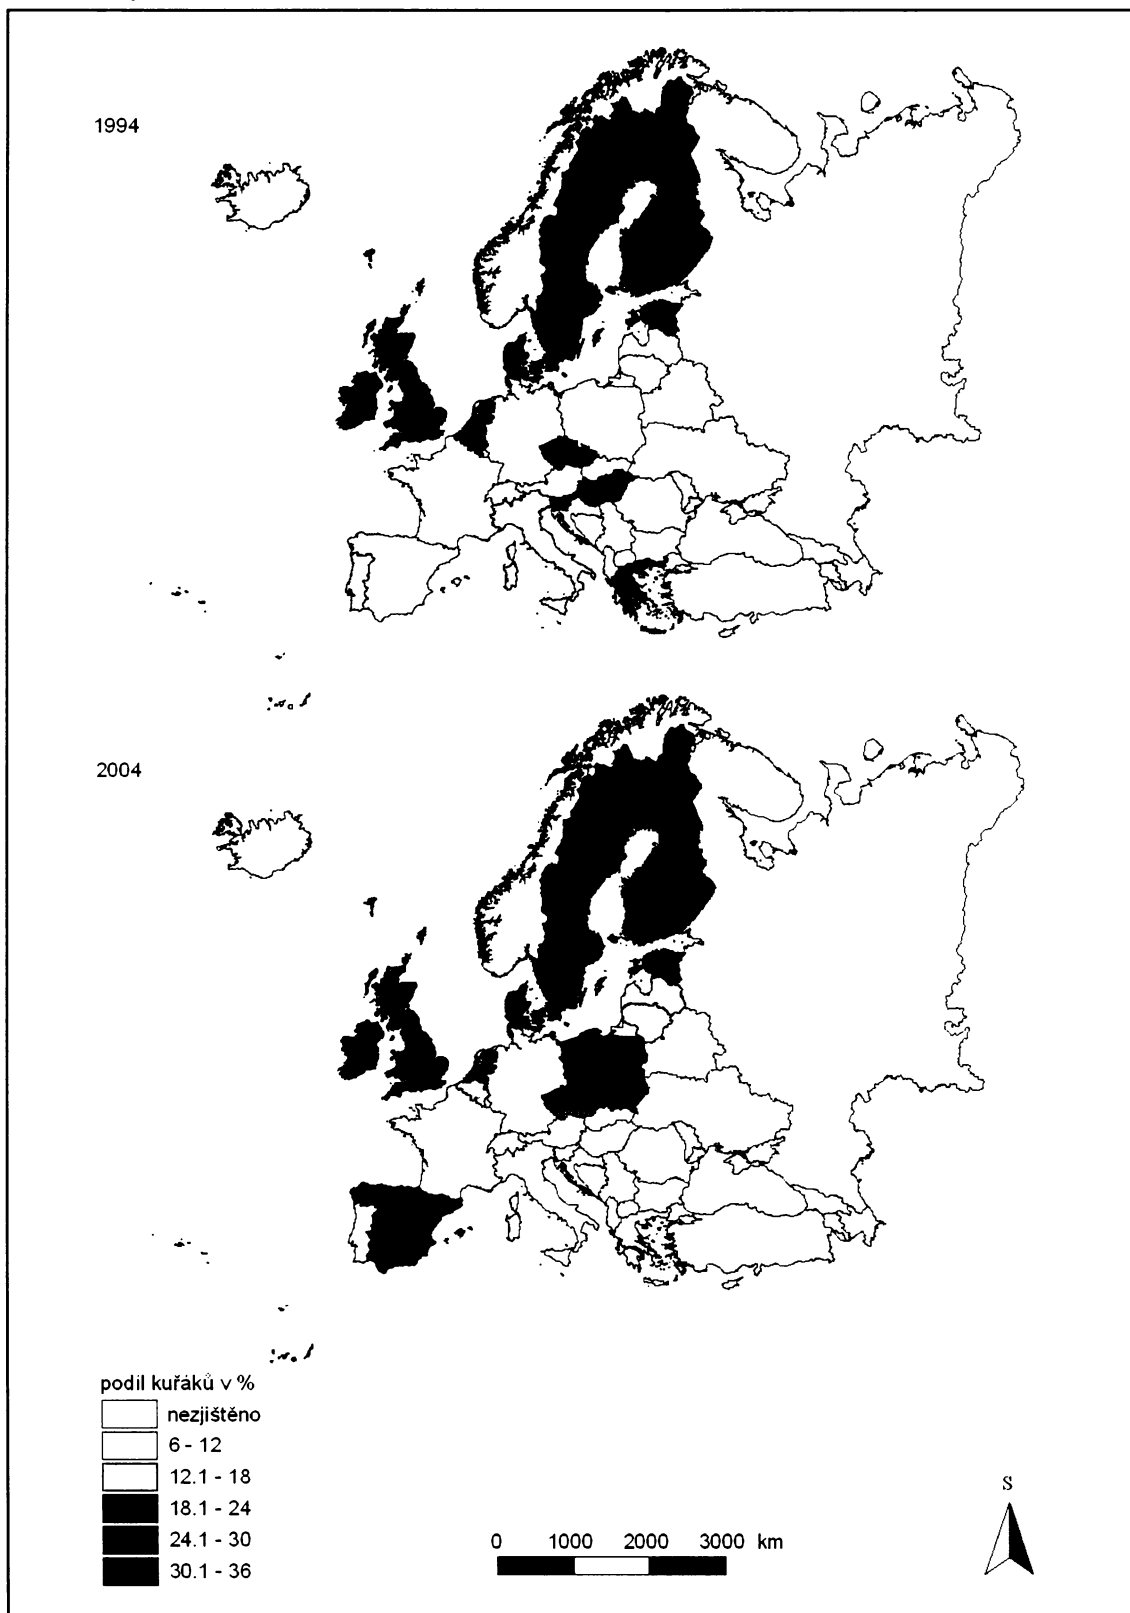 1994
2004
podíl kuřáků v %
nezjištěno
6 - 12
12.1 - 18
18.1 - 24
24.1 - 30
30.1 - 36
0 1000 2000 3000 km
S